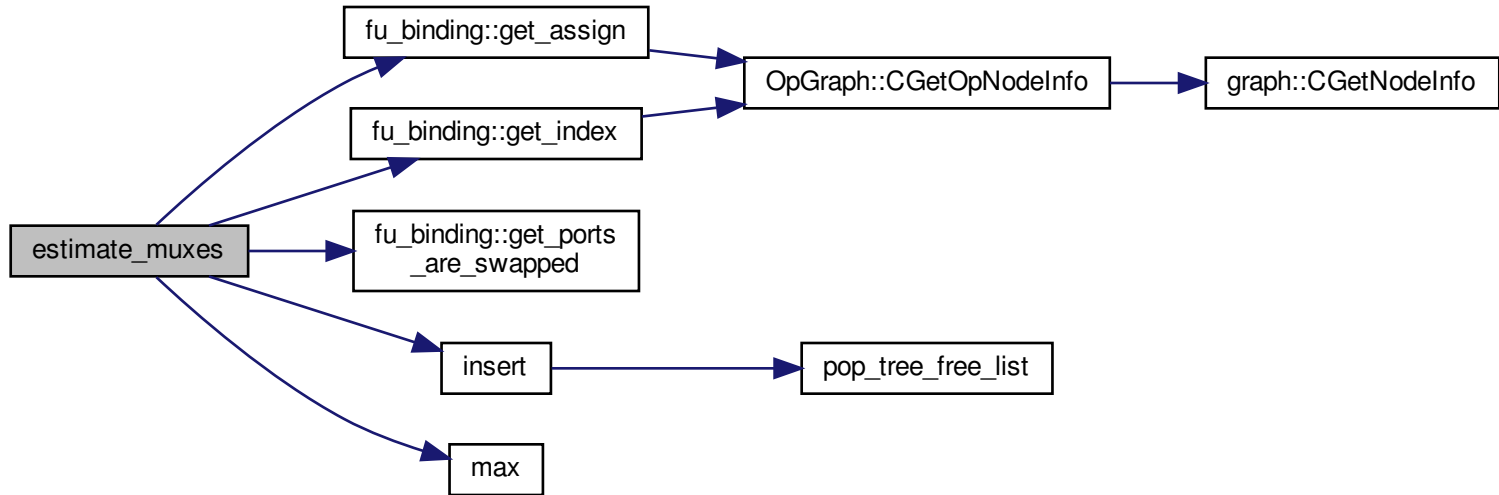 fu_binding::get_assign
OpGraph::CGetOpNodeInfo
graph::CGetNodeInfo
fu_binding::get_index
estimate_muxes
fu_binding::get_ports
_are_swapped
insert
pop_tree_free_list
max